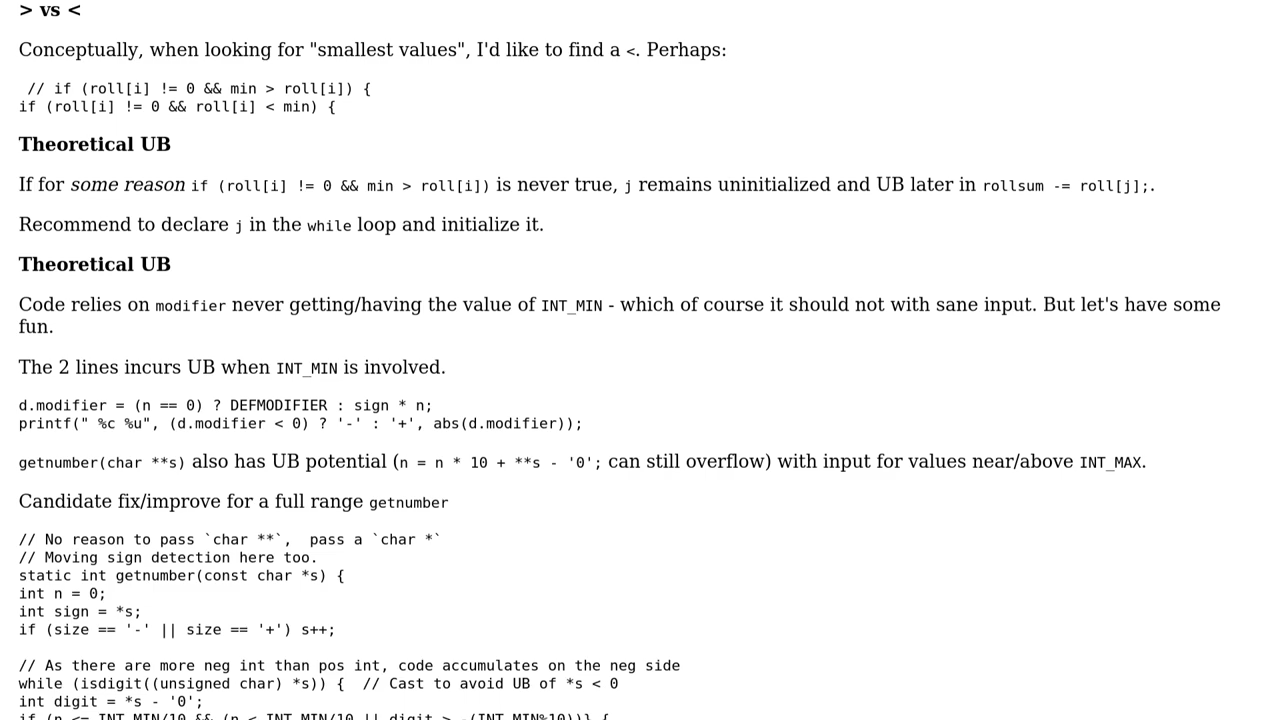 > vs <
Conceptually, when looking for "smallest values", I'd like to find a <. Perhaps:
 // if (roll[i] != 0 && min > roll[i]) {
if (roll[i] != 0 && roll[i] < min) {
Theoretical UB
If for some reason if (roll[i] != 0 && min > roll[i]) is never true, j remains uninitialized and UB later in rollsum -= roll[j];.
Recommend to declare j in the while loop and initialize it.
Theoretical UB
Code relies on modifier never getting/having the value of INT_MIN - which of course it should not with sane input. But let's have some
fun.
The 2 lines incurs UB when INT_MIN is involved.
d.modifier = (n == 0) ? DEFMODIFIER : sign * n;
printf(" %c %u", (d.modifier < 0) ? '-' : '+', abs(d.modifier));
getnumber(char **s) also has UB potential (n = n * 10 + **s - '0'; can still overflow) with input for values near/above INT_MAX.
Candidate fix/improve for a full range getnumber
// No reason to pass `char **`,  pass a `char *`
// Moving sign detection here too.
static int getnumber(const char *s) {
int n = 0;
int sign = *s;
if (size == '-' || size == '+') s++;
// As there are more neg int than pos int, code accumulates on the neg side
while (isdigit((unsigned char) *s)) {  // Cast to avoid UB of *s < 0
int digit = *s - '0';
if (n <= INT_MIN/10 && (n < INT_MIN/10 || digit > -(INT_MIN%10))) {